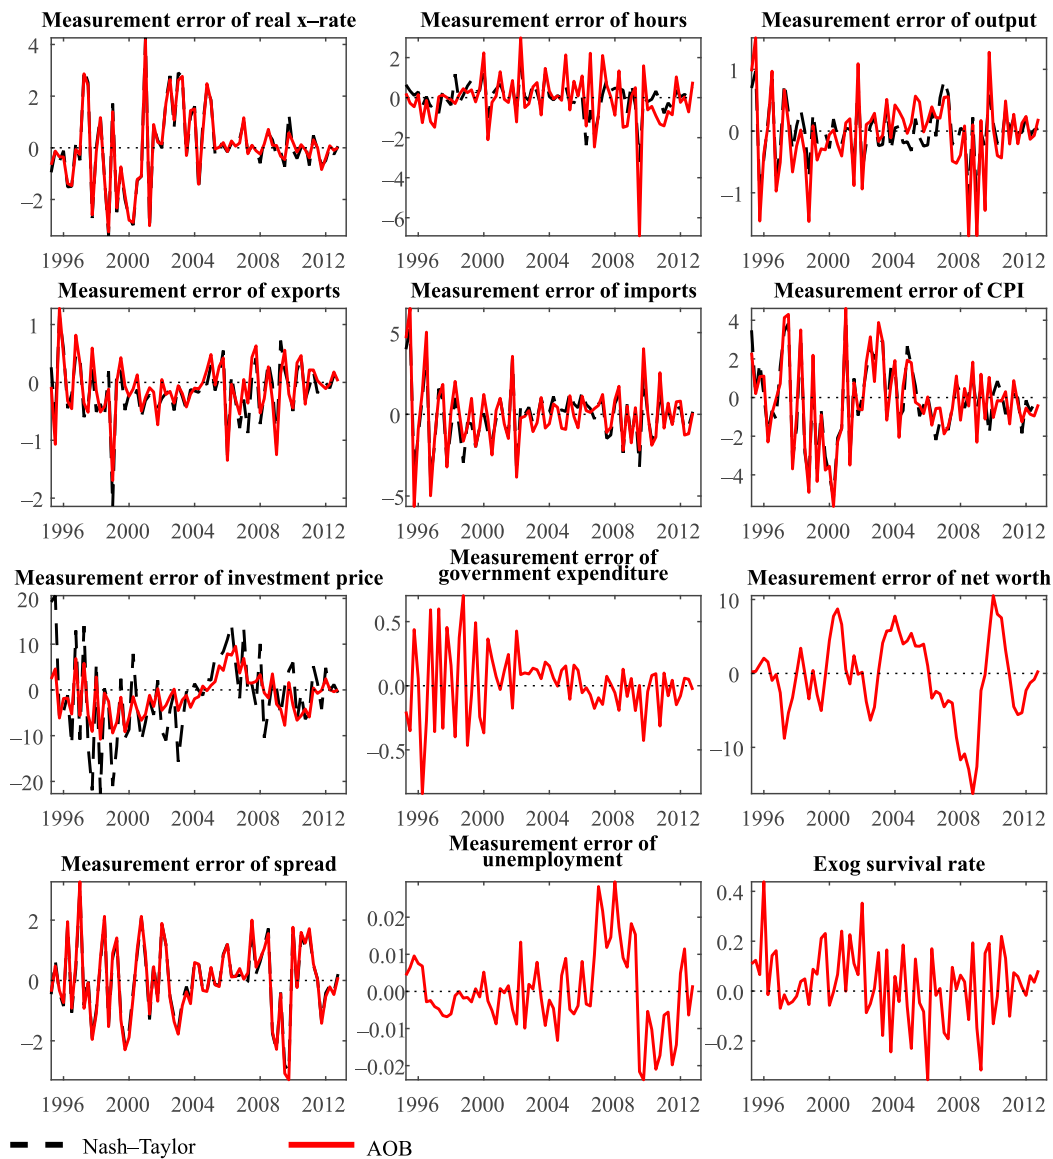 Measurement error of real x–rate
Measurement error of hours
Measurement error of output
4
2
0
−2
2
0
−2
−4
−6
1
0
−1
1996 2000 2004 2008 2012
1996 2000 2004 2008 2012
1996 2000 2004 2008 2012
Measurement error of exports
Measurement error of imports
Measurement error of CPI
1
0
−1
−2
5
0
−5
4
2
0
−2
−4
1996 2000 2004 2008 2012
1996 2000 2004 2008 2012
1996 2000 2004 2008 2012
Measurement error of investment price
Measurement error of
government expenditure
Measurement error of net worth
20
10
0
−10
−20
0.5
0.0
−0.5
10
0
−10
1996 2000 2004 2008 2012
1996 2000 2004 2008 2012
1996 2000 2004 2008 2012
Measurement error of spread
Measurement error of
unemployment
Exog survival rate
2
0
−2
0.02
0.01
0.00
−0.01
−0.02
0.4
0.2
0.0
−0.2
1996 2000 2004 2008 2012
1996 2000 2004 2008 2012
1996 2000 2004 2008 2012
Nash–Taylor
AOB